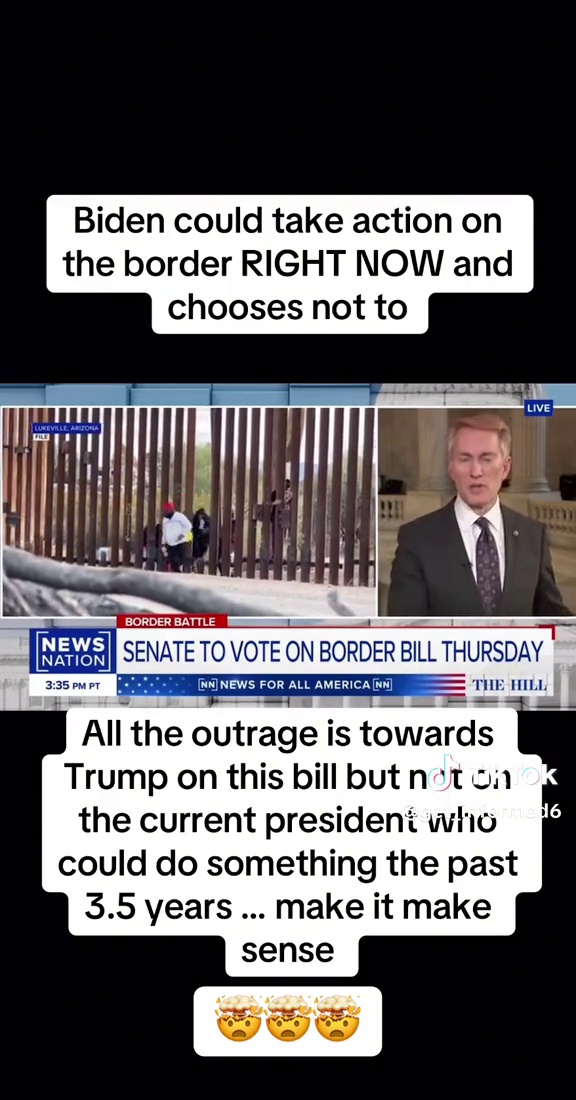 Biden could take action on
the border RIGHT NOW and
chooses not to
LIVE
LUKEVILLE, ARIZONA
FILE
BORDER BATTLE
NEWS
NATION
SENATE TO VOTE ON BORDER BILL THURSDAY
3:35 PM PT
NN NEWS FOR ALL AMERICA NN
THE HILL
All the outrage is towards
Trump on this bill but not on
TikTok
the current president who
@get_informed6
could do something the past
3.5 years ... make it make
sense
🤯🤯🤯